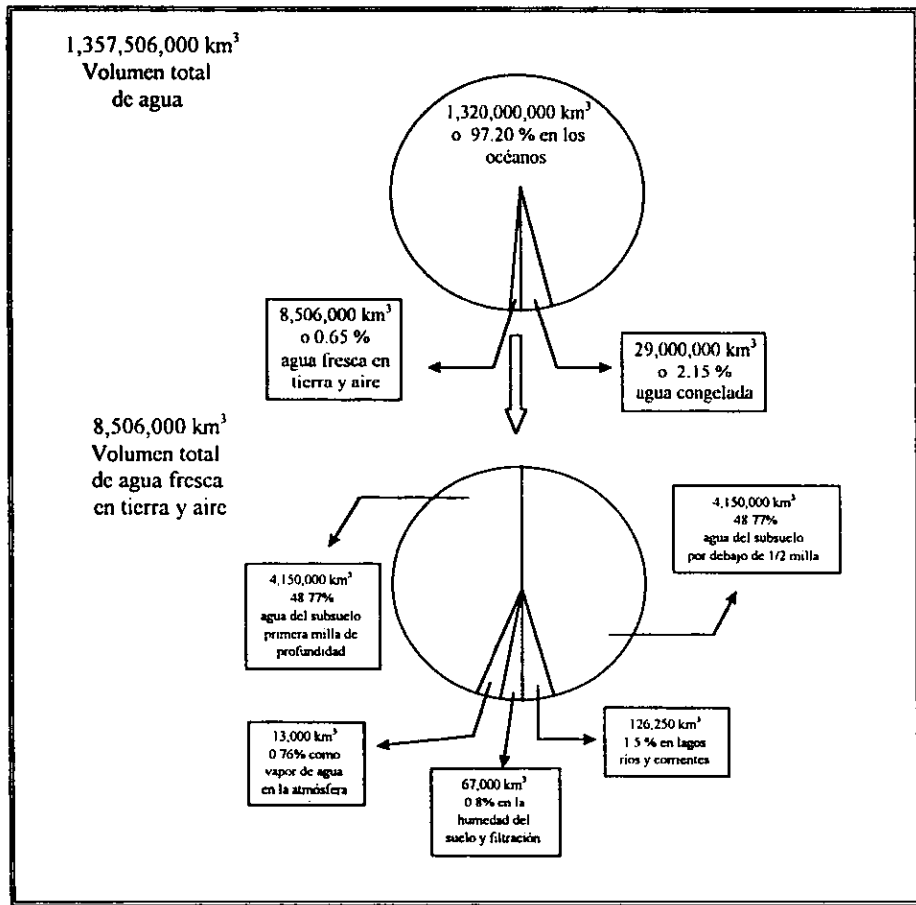 1,357,506,000 km³
Volumen total
de agua
1,320,000,000 km³
o 97.20 % en los
océanos
8,506,000 km³
o 0.65 %
agua fresca en
tierra y aire
29,000,000 km³
o 2.15 %
agua congelada
8,506,000 km³
Volumen total
de agua fresca
en tierra y aire
4,150,000 km³
48 77%
agua del subsuelo
por debajo de 1/2 milla
4,150,000 km³
48 77%
agua del subsuelo
primera milla de
profundidad
13,000 km³
0 76% como
vapor de agua
en la atmósfera
67,000 km³
0 8% en la
humedad del
suelo y filtración
126,250 km³
1 5 % en lagos
rios y corrientes